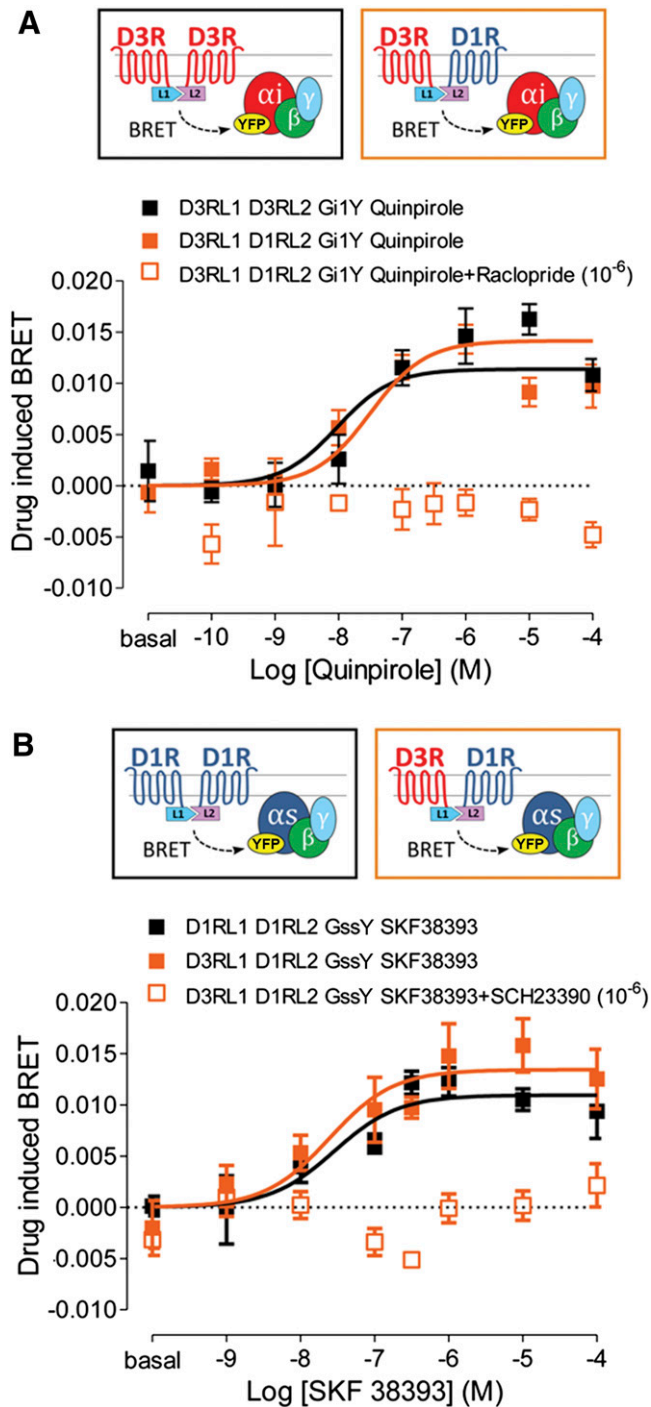 A
D3R D3R
L1 L2
αi
γ
β
YFP
BRET
D3R D1R
L1 L2
αi
γ
β
YFP
BRET
D3RL1 D3RL2 Gi1Y Quinpirole
D3RL1 D1RL2 Gi1Y Quinpirole
D3RL1 D1RL2 Gi1Y Quinpirole+Raclopride (10⁻⁶)
Drug induced BRET
0.020
0.015
0.010
0.005
0.000
-0.005
-0.010
basal -10 -9 -8 -7 -6 -5 -4
Log [Quinpirole] (M)
B
D1R D1R
L1 L2
αs
γ
β
YFP
BRET
D3R D1R
L1 L2
αs
γ
β
YFP
BRET
D1RL1 D1RL2 GssY SKF38393
D3RL1 D1RL2 GssY SKF38393
D3RL1 D1RL2 GssY SKF38393+SCH23390 (10⁻⁶)
Drug induced BRET
0.020
0.015
0.010
0.005
0.000
-0.005
-0.010
basal -9 -8 -7 -6 -5 -4
Log [SKF 38393] (M)